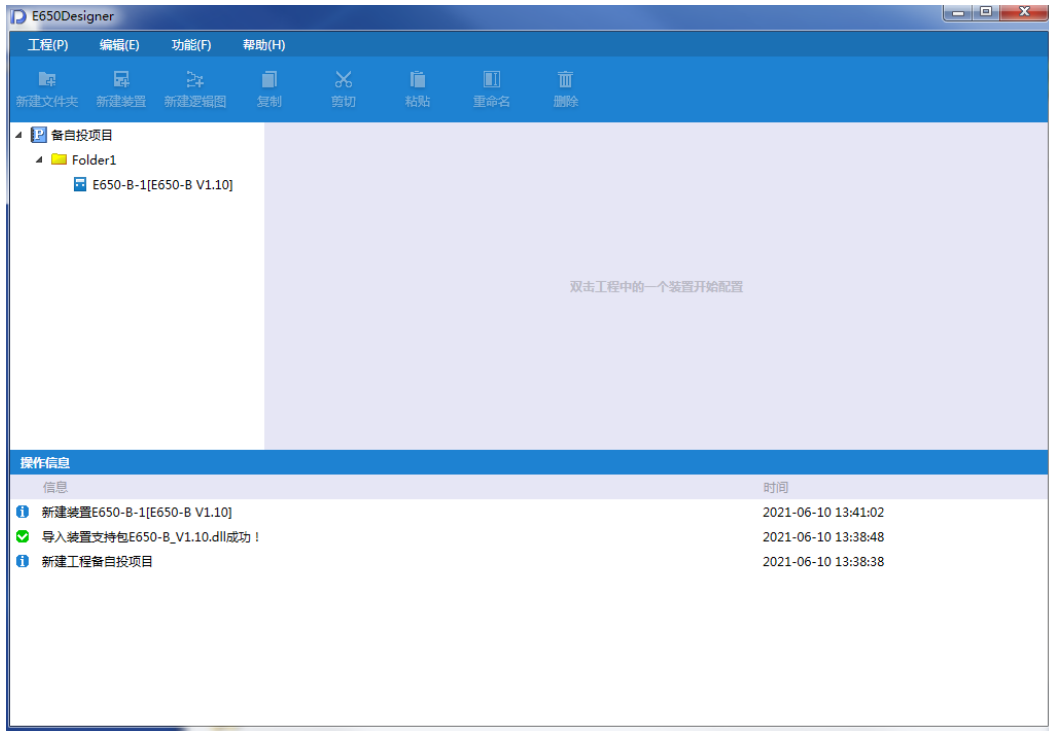 E650Designer
工程(P) 编辑(E) 功能(F) 帮助(H)
新建文件夹 新建装置 新建逻辑图 复制 剪切 粘贴 重命名 删除
备自投项目
Folder1
E650-B-1[E650-B V1.10]
双击工程中的一个装置开始配置
操作信息
信息 时间
新建装置E650-B-1[E650-B V1.10] 2021-06-10 13:41:02
导入装置支持包E650-B_V1.10.dll成功！ 2021-06-10 13:38:48
新建工程备自投项目 2021-06-10 13:38:38